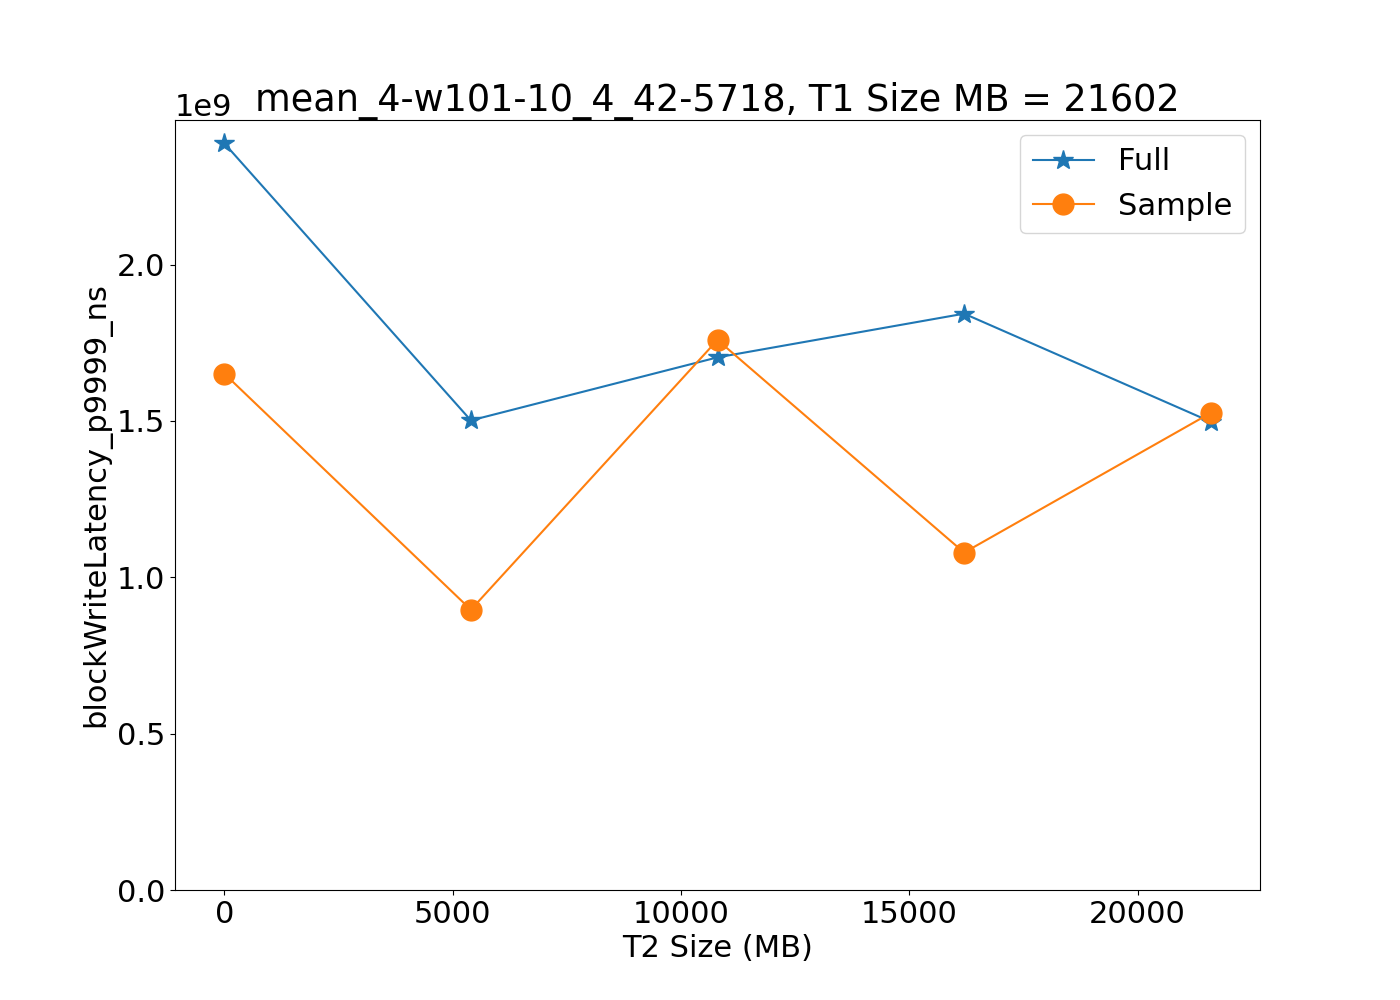 1e9
mean_4-w101-10_4_42-5718, T1 Size MB = 21602
Full
Sample
blockWriteLatency_p9999_ns
2.0
1.5
1.0
0.5
0.0
0 5000 10000 15000 20000
T2 Size (MB)